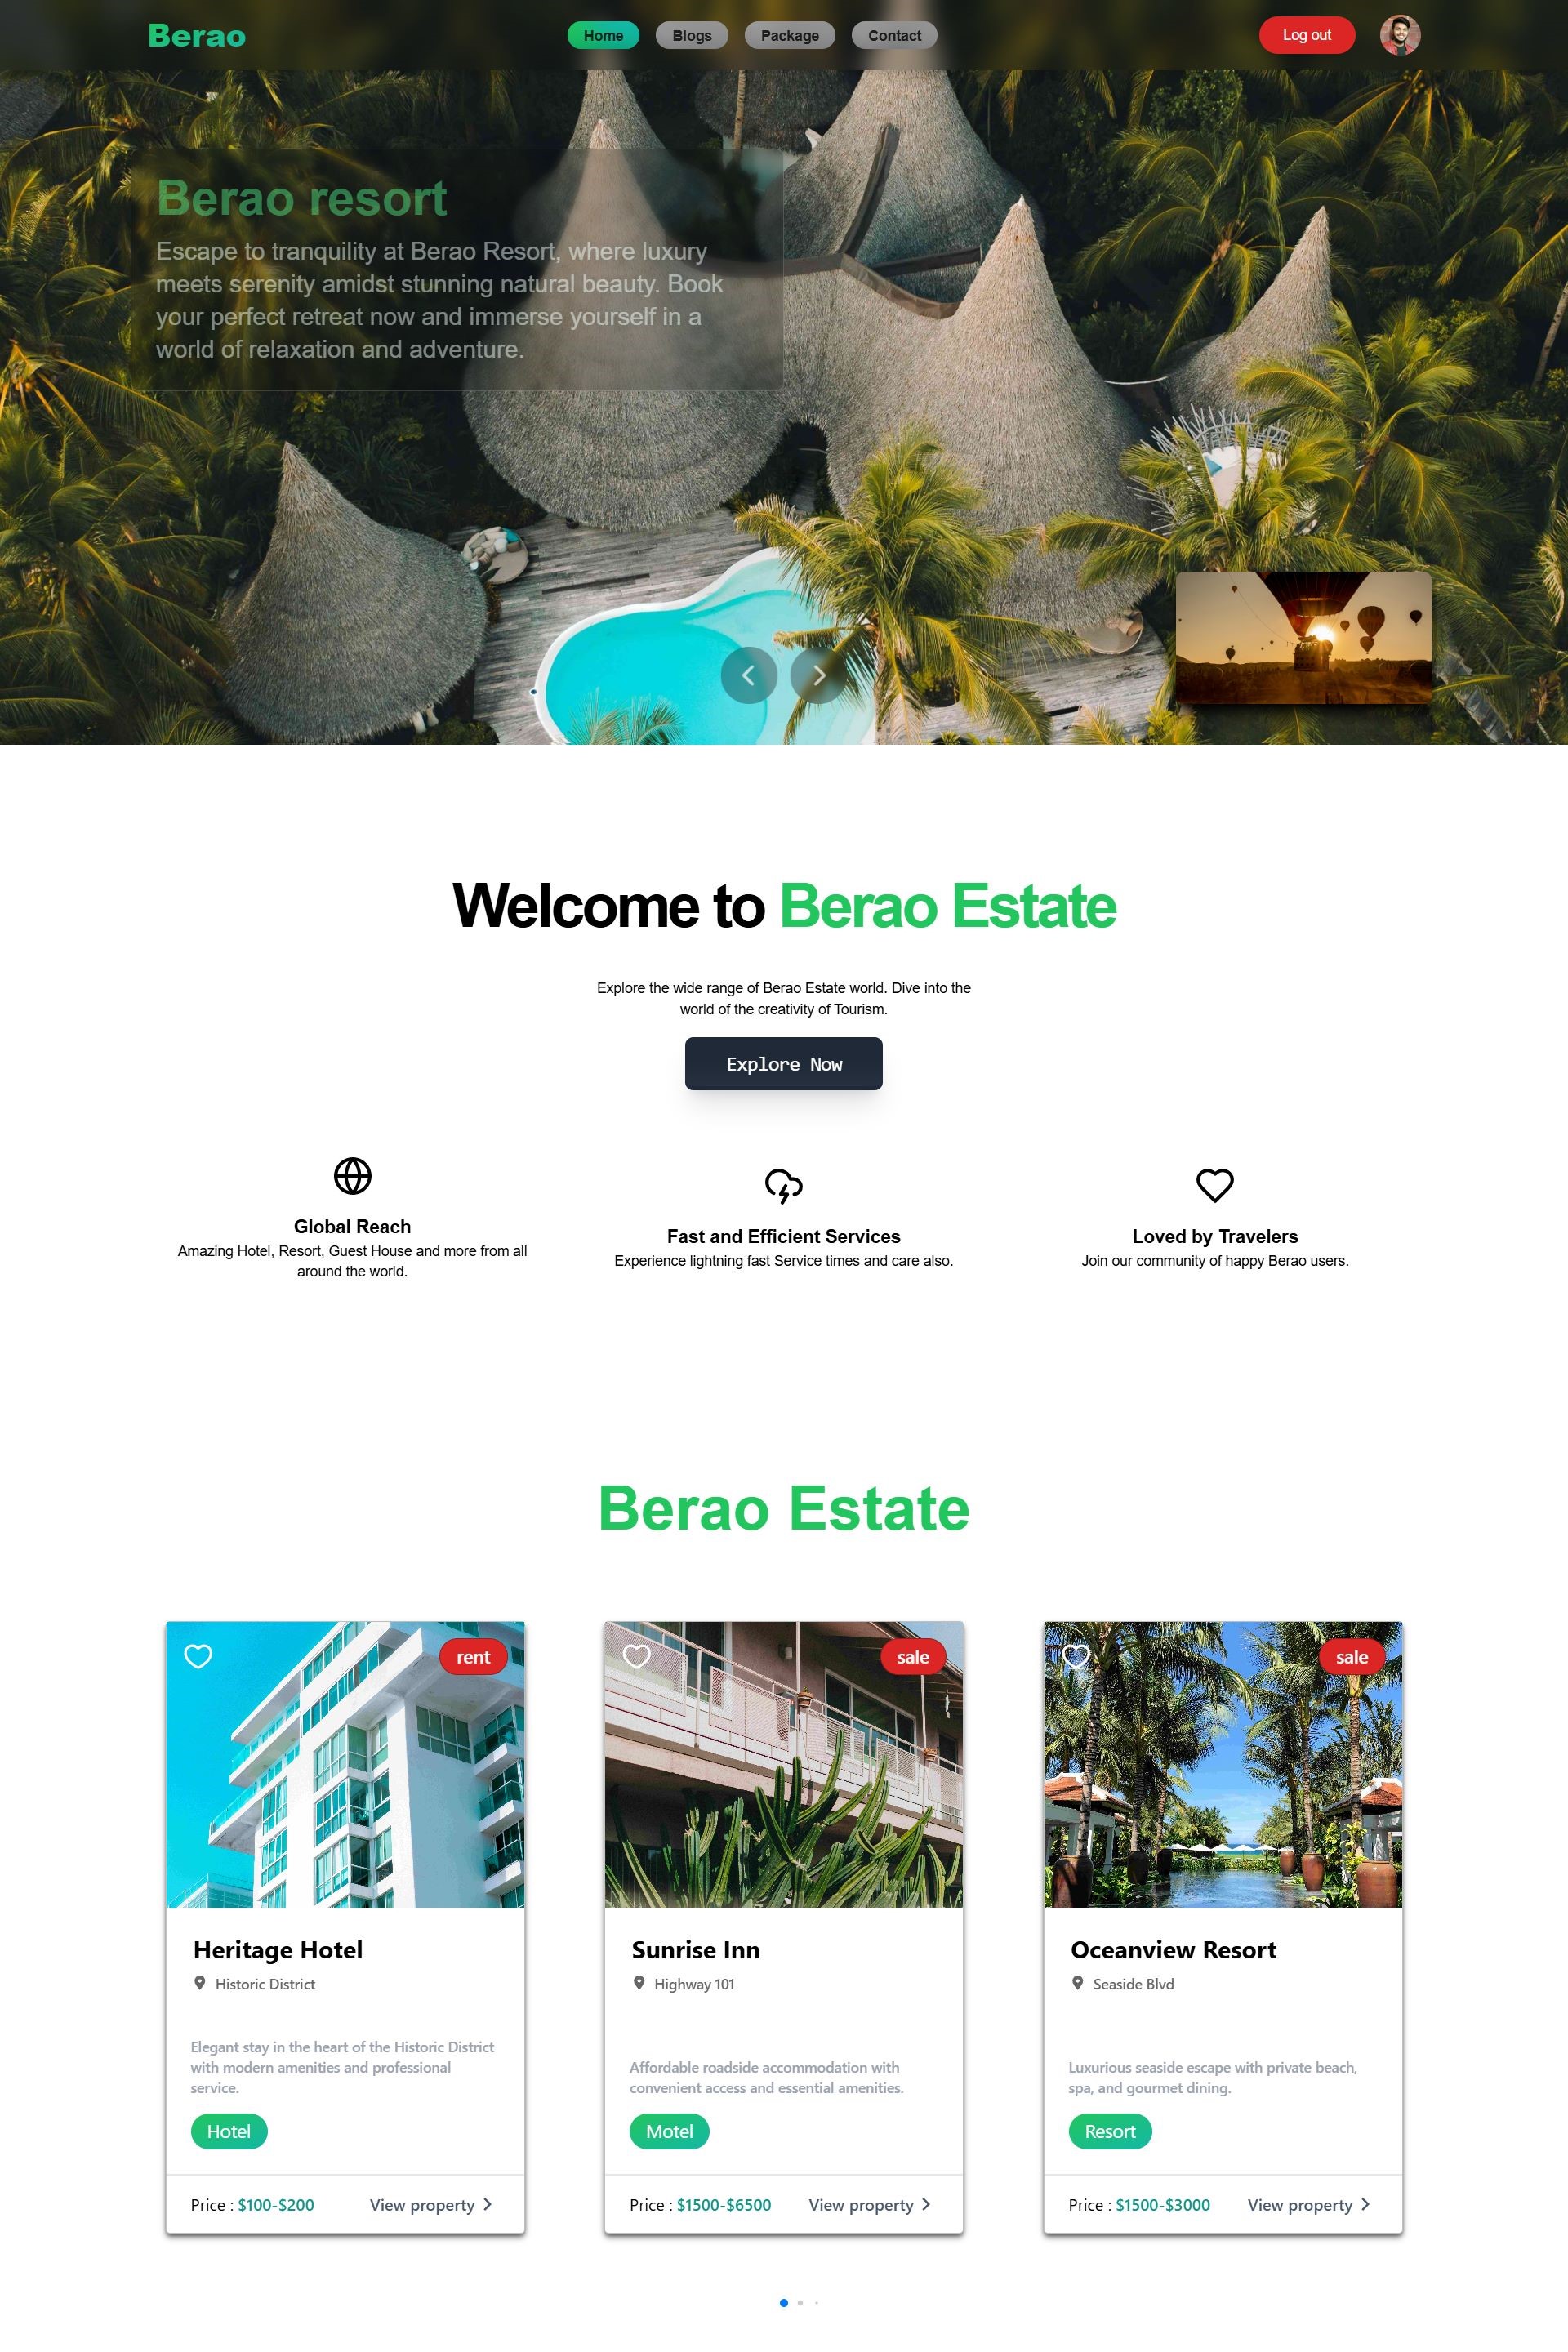 Berao
Home
Blogs
Package
Contact
Log out
Berao resort
Escape to tranquility at Berao Resort, where luxury
meets serenity amidst stunning natural beauty. Book
your perfect retreat now and immerse yourself in a
world of relaxation and adventure.
Welcome to Berao Estate
Explore the wide range of Berao Estate world. Dive into the
world of the creativity of Tourism.
Explore Now
Global Reach
Amazing Hotel, Resort, Guest House and more from all
around the world.
Fast and Efficient Services
Experience lightning fast Service times and care also.
Loved by Travelers
Join our community of happy Berao users.
Berao Estate
rent
Heritage Hotel
Historic District
Elegant stay in the heart of the Historic District
with modern amenities and professional
service.
Hotel
Price : $100-$200
View property
sale
Sunrise Inn
Highway 101
Affordable roadside accommodation with
convenient access and essential amenities.
Motel
Price : $1500-$6500
View property
sale
Oceanview Resort
Seaside Blvd
Luxurious seaside escape with private beach,
spa, and gourmet dining.
Resort
Price : $1500-$3000
View property